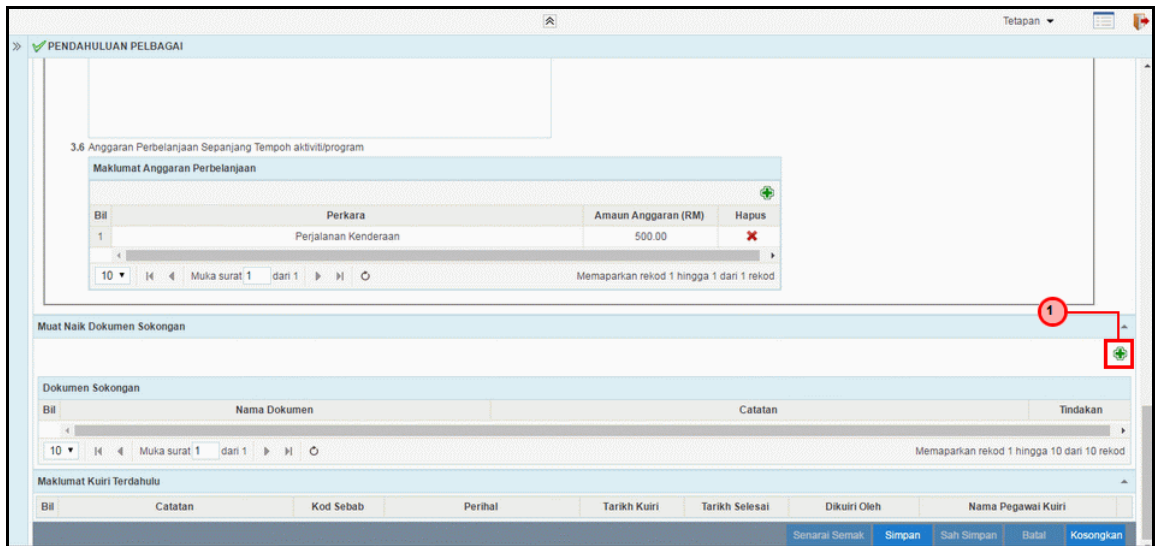 Tetapan
PENDAHULUAN PELBAGAI
3.6 Anggaran Perbelanjaan Sepanjang Tempoh aktiviti/program
Maklumat Anggaran Perbelanjaan
Bil Perkara Amaun Anggaran (RM) Hapus
1 Perjalanan Kenderaan 500.00
10 Muka surat 1 dari 1 Memaparkan rekod 1 hingga 1 dari 1 rekod
1
Muat Naik Dokumen Sokongan
Dokumen Sokongan
Bil Nama Dokumen Catatan Tindakan
10 Muka surat 1 dari 1 Memaparkan rekod 1 hingga 10 dari 10 rekod
Maklumat Kuiri Terdahulu
Bil Catatan Kod Sebab Perihal Tarikh Kuiri Tarikh Selesai Dikuiri Oleh Nama Pegawai Kuiri
Senarai Semak Simpan Sah Simpan Batal Kosongkan